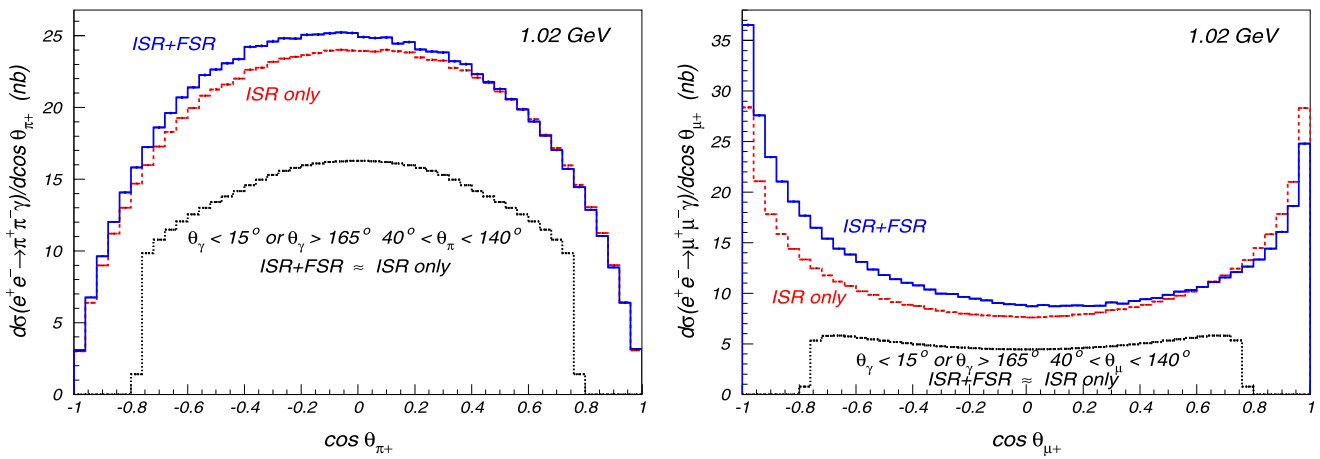 dσ(e⁺e⁻→π⁺π⁻γ)/dcos θπ+ (nb)
25
20
15
10
5
0
ISR+FSR
1.02 GeV
ISR only
θγ < 15° or θγ > 165° 40° < θπ < 140°
ISR+FSR ≈ ISR only
-1 -0.8 -0.6 -0.4 -0.2 0 0.2 0.4 0.6 0.8 1
cos θπ+
dσ(e⁺e⁻→μ⁺μ⁻γ)/dcos θμ+ (nb)
35
30
25
20
15
10
5
0
1.02 GeV
ISR+FSR
ISR only
θγ < 15° or θγ > 165° 40° < θμ < 140°
ISR+FSR ≈ ISR only
-1 -0.8 -0.6 -0.4 -0.2 0 0.2 0.4 0.6 0.8 1
cos θμ+